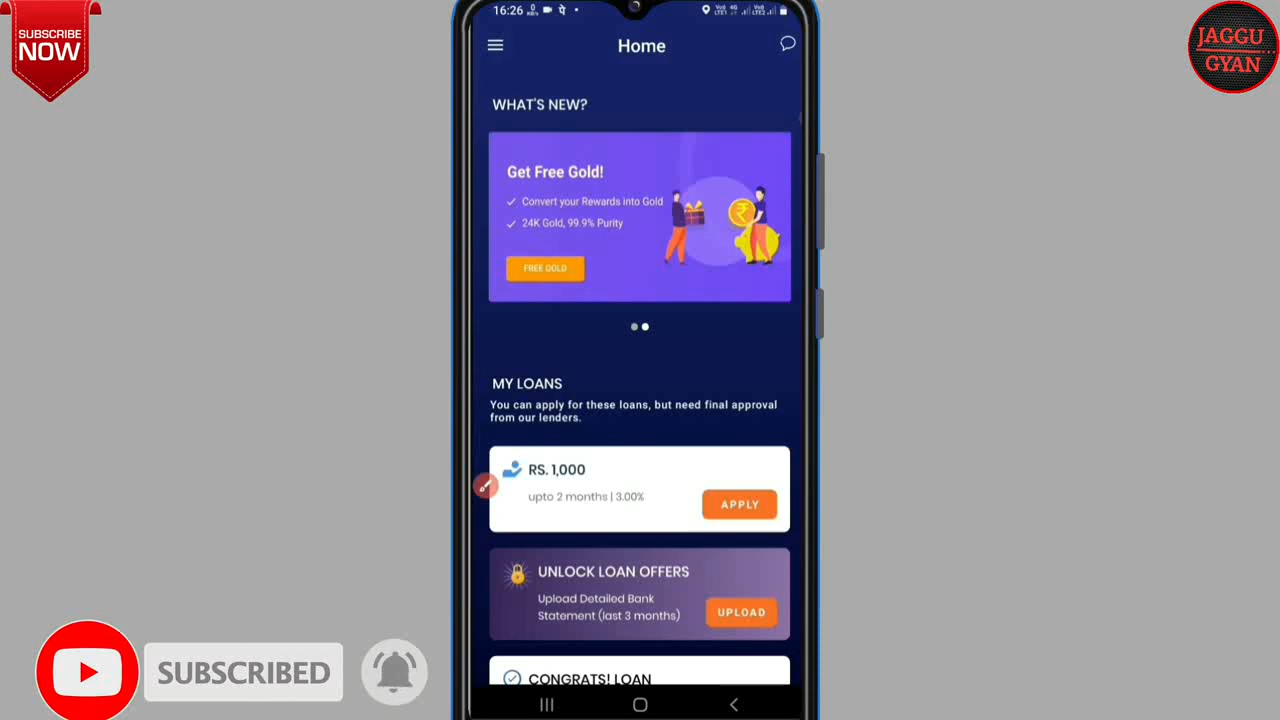 SUBSCRIBE
NOW
JAGGU
GYAN
16:26
Home
WHAT'S NEW?
Get Free Gold!
Convert your Rewards into Gold
24K Gold, 99.9% Purity
FREE GOLD
MY LOANS
You can apply for these loans, but need final approval
from our lenders.
RS. 1,000
upto 2 months | 3.00%
APPLY
UNLOCK LOAN OFFERS
Upload Detailed Bank
Statement (last 3 months)
UPLOAD
CONGRATS! LOAN
SUBSCRIBED